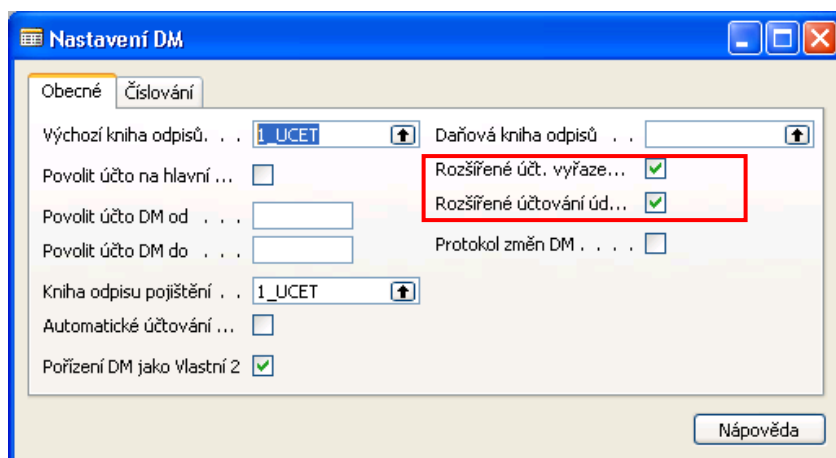 Nastavení DM
Obecné Číslování
Výchozí kniha odpisů. . . 1_UCET
Povolit účto na hlavní ...
Povolit účto DM od . . . .
Povolit účto DM do . . . .
Kniha odpisu pojištění . . 1_UCET
Automatické účtování ...
Pořízení DM jako Vlastní 2
Daňová kniha odpisů . . .
Rozšířené účt. vyřaze...
Rozšířené účtování úd...
Protokol změn DM . . . .
Nápověda